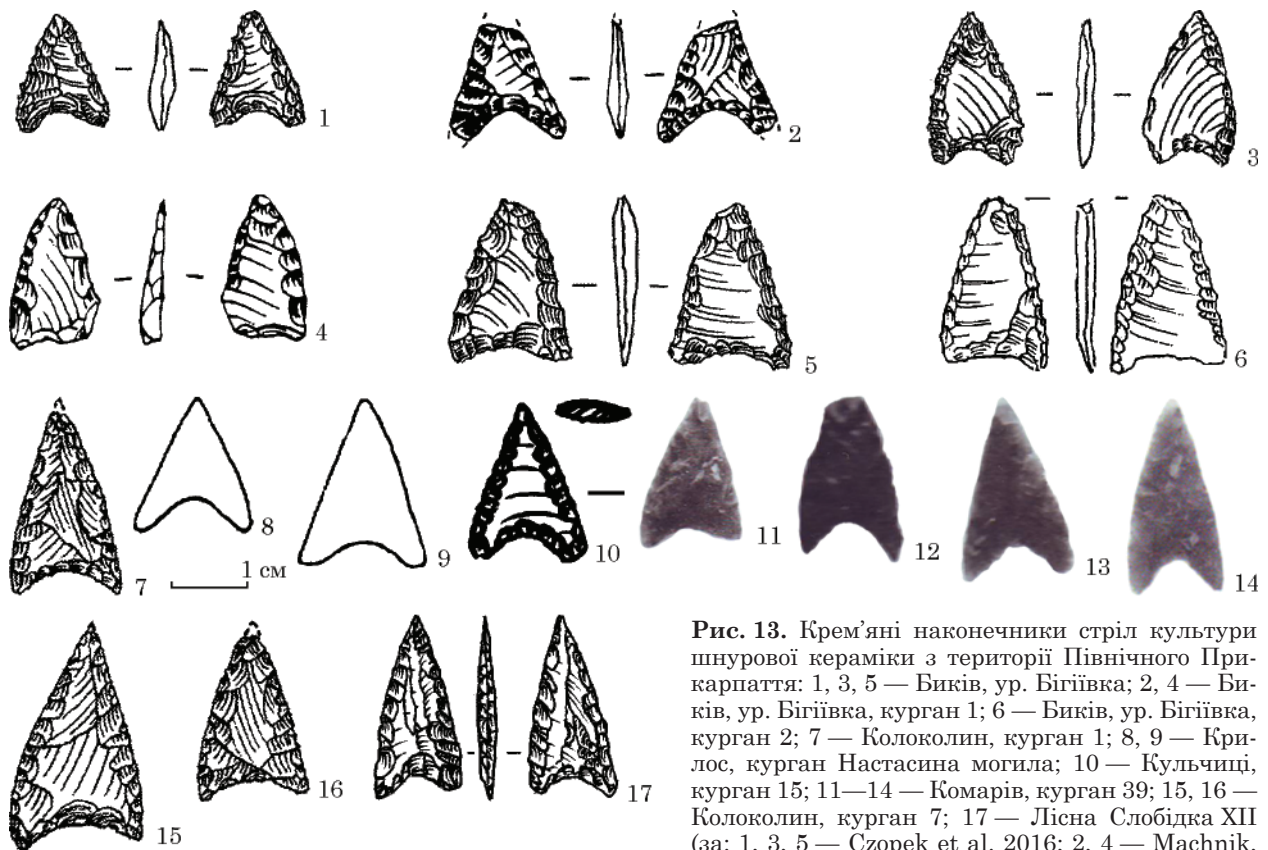 1
2
3
4
5
6
7
1 см
8
9
10
11
12
13
14
15
16
17
Рис. 13. Крем'яні наконечники стріл культури
шнурової кераміки з території Північного При-
карпаття: 1, 3, 5 — Биків, ур. Бігіївка; 2, 4 — Би-
ків, ур. Бігіївка, курган 1; 6 — Биків, ур. Бігіївка,
курган 2; 7 — Колоколин, курган 1; 8, 9 — Кри-
лос, курган Настасина могила; 10 — Кульчиці,
курган 15; 11—14 — Комарів, курган 39; 15, 16 —
Колоколин, курган 7; 17 — Лісна Слобідка XII
(за: 1, 3, 5 — Czopek et al. 2016; 2, 4 — Machnik,